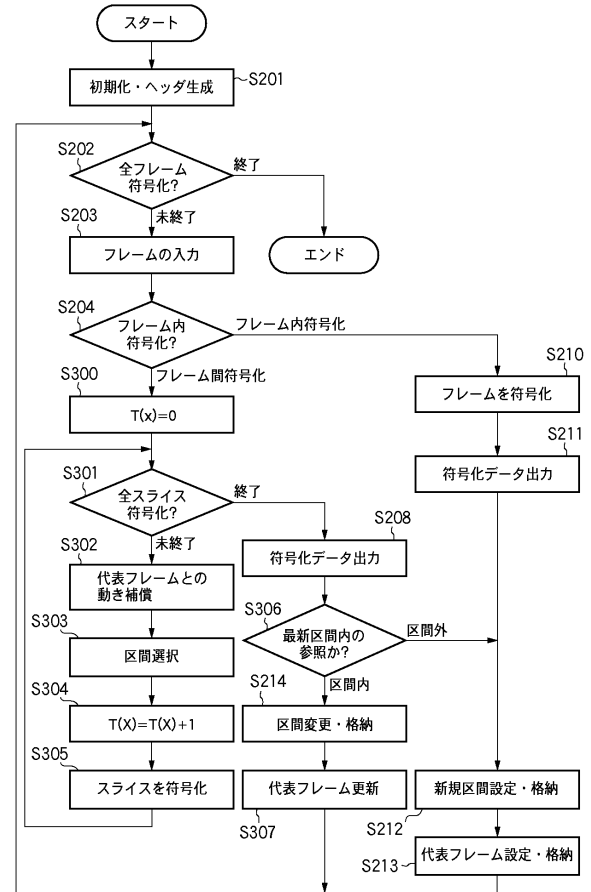 スタート
初期化・ヘッダ生成
S201
S202
全フレーム
符号化?
終了
未終了
S203
フレームの入力
エンド
S204
フレーム内
符号化?
フレーム内符号化
フレーム間符号化
S210
フレームを符号化
S300
T(x)=0
S211
符号化データ出力
S301
全スライス
符号化?
終了
未終了
S208
符号化データ出力
S302
代表フレームとの
動き補償
S306
最新区間内の
参照か?
区間外
区間内
S303
区間選択
S214
区間変更・格納
S304
T(X)=T(X)+1
S305
スライスを符号化
代表フレーム更新
S307
新規区間設定・格納
S212
代表フレーム設定・格納
S213